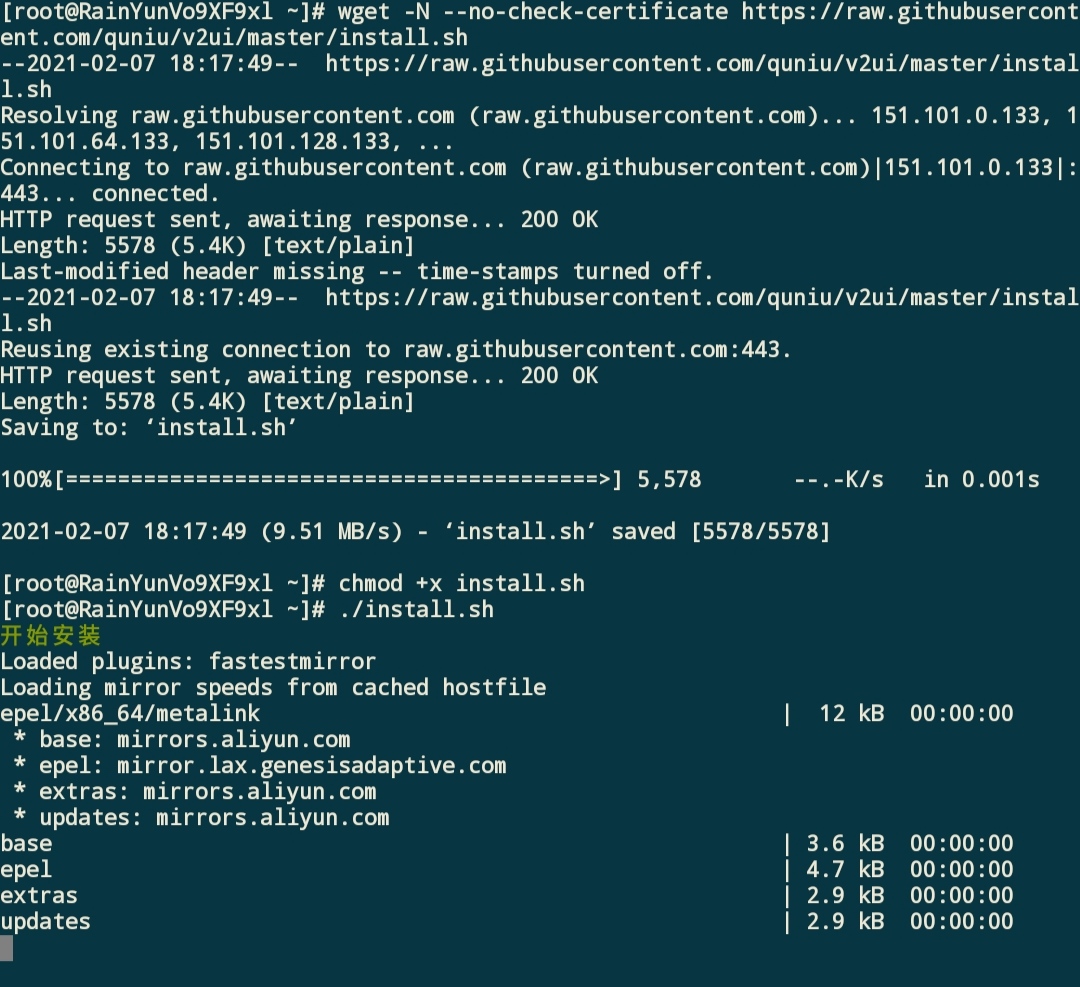 [root@RainYunVo9XF9xl ~]# wget -N --no-check-certificate https://raw.githubusercont
ent.com/quniu/v2ui/master/install.sh
--2021-02-07 18:17:49--  https://raw.githubusercontent.com/quniu/v2ui/master/instal
l.sh
Resolving raw.githubusercontent.com (raw.githubusercontent.com)... 151.101.0.133, 1
51.101.64.133, 151.101.128.133, ...
Connecting to raw.githubusercontent.com (raw.githubusercontent.com)|151.101.0.133|:
443... connected.
HTTP request sent, awaiting response... 200 OK
Length: 5578 (5.4K) [text/plain]
Last-modified header missing -- time-stamps turned off.
--2021-02-07 18:17:49--  https://raw.githubusercontent.com/quniu/v2ui/master/instal
l.sh
Reusing existing connection to raw.githubusercontent.com:443.
HTTP request sent, awaiting response... 200 OK
Length: 5578 (5.4K) [text/plain]
Saving to: ‘install.sh’
100%[=========================================>] 5,578       --.-K/s   in 0.001s
2021-02-07 18:17:49 (9.51 MB/s) - ‘install.sh’ saved [5578/5578]
[root@RainYunVo9XF9xl ~]# chmod +x install.sh
[root@RainYunVo9XF9xl ~]# ./install.sh
开始安装
Loaded plugins: fastestmirror
Loading mirror speeds from cached hostfile
epel/x86_64/metalink                                        |  12 kB  00:00:00
 * base: mirrors.aliyun.com
 * epel: mirror.lax.genesisadaptive.com
 * extras: mirrors.aliyun.com
 * updates: mirrors.aliyun.com
base                                                        | 3.6 kB  00:00:00
epel                                                        | 4.7 kB  00:00:00
extras                                                      | 2.9 kB  00:00:00
updates                                                     | 2.9 kB  00:00:00